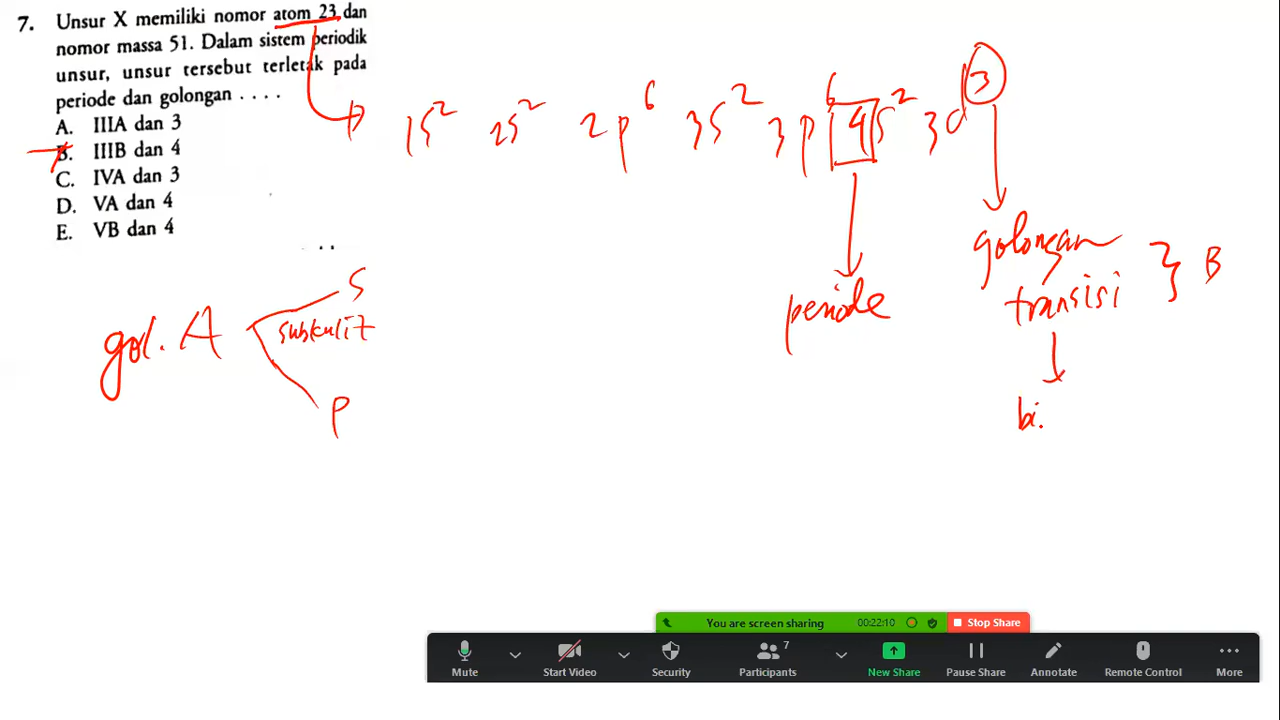 7. Unsur X memiliki nomor atom 23 dan
nomor massa 51. Dalam sistem periodik
unsur, unsur tersebut terletak pada
periode dan golongan . . . .
A. IIIA dan 3
B. IIIB dan 4
C. IVA dan 3
D. VA dan 4
E. VB dan 4
1s² 2s² 2p⁶ 3s² 3p⁶ 4s² 3d³
periode
golongan
transisi } B
bi.
gol. A
s
subkulit
p
You are screen sharing 00:22:10 Stop Share
7
Mute Start Video Security Participants New Share Pause Share Annotate Remote Control More